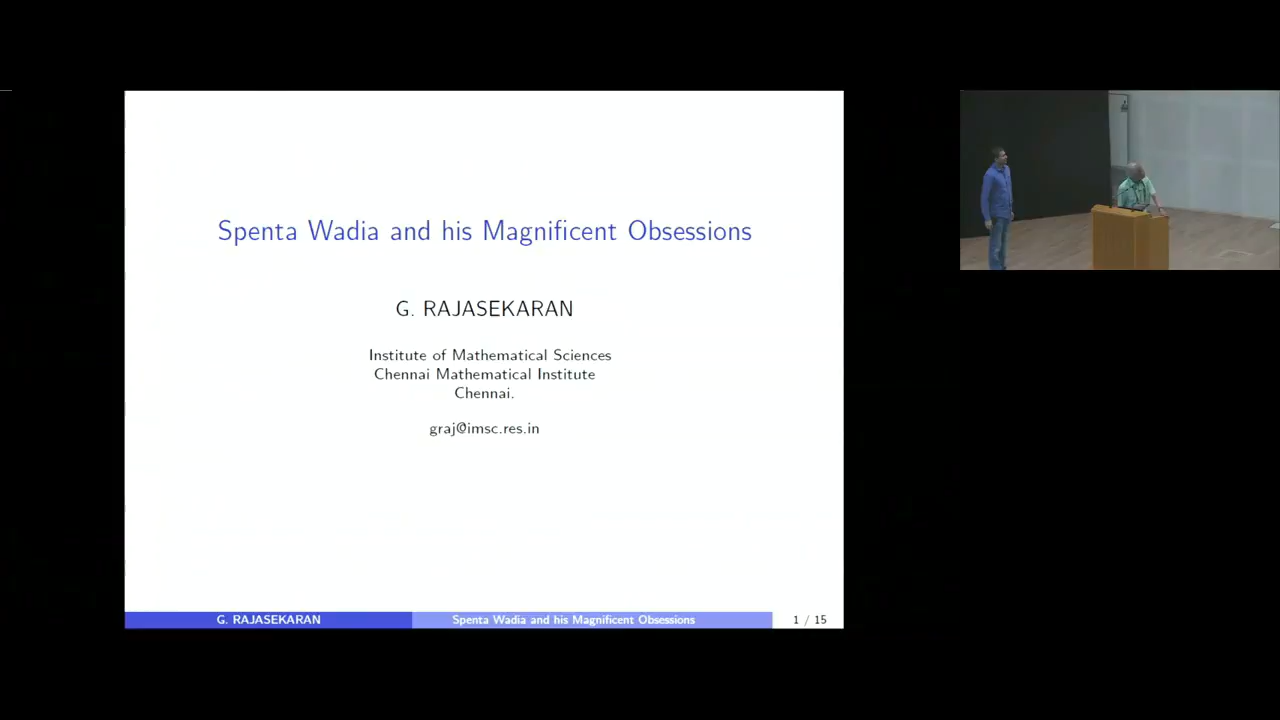 Spenta Wadia and his Magnificent Obsessions
G. RAJASEKARAN
Institute of Mathematical Sciences
Chennai Mathematical Institute
Chennai.
graj@imsc.res.in
G. RAJASEKARAN
Spenta Wadia and his Magnificent Obsessions
1 / 15